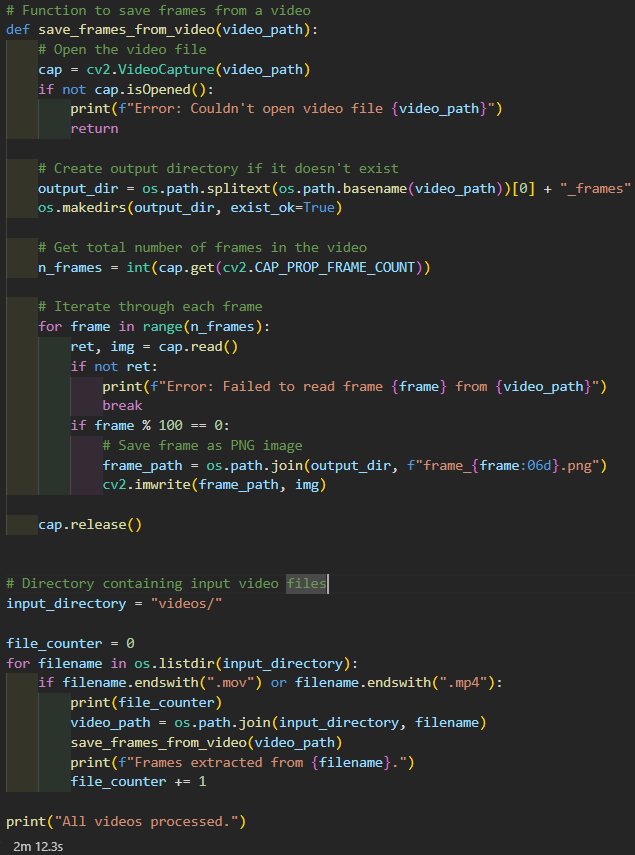 # Function to save frames from a video
def save_frames_from_video(video_path):
    # Open the video file
    cap = cv2.VideoCapture(video_path)
    if not cap.isOpened():
        print(f"Error: Couldn't open video file {video_path}")
        return

    # Create output directory if it doesn't exist
    output_dir = os.path.splitext(os.path.basename(video_path))[0] + "_frames"
    os.makedirs(output_dir, exist_ok=True)

    # Get total number of frames in the video
    n_frames = int(cap.get(cv2.CAP_PROP_FRAME_COUNT))

    # Iterate through each frame
    for frame in range(n_frames):
        ret, img = cap.read()
        if not ret:
            print(f"Error: Failed to read frame {frame} from {video_path}")
            break
        if frame % 100 == 0:
            # Save frame as PNG image
            frame_path = os.path.join(output_dir, f"frame_{frame:06d}.png")
            cv2.imwrite(frame_path, img)

    cap.release()


# Directory containing input video files
input_directory = "videos/"

file_counter = 0
for filename in os.listdir(input_directory):
    if filename.endswith(".mov") or filename.endswith(".mp4"):
        print(file_counter)
        video_path = os.path.join(input_directory, filename)
        save_frames_from_video(video_path)
        print(f"Frames extracted from {filename}.")
        file_counter += 1

print("All videos processed.")
2m 12.3s